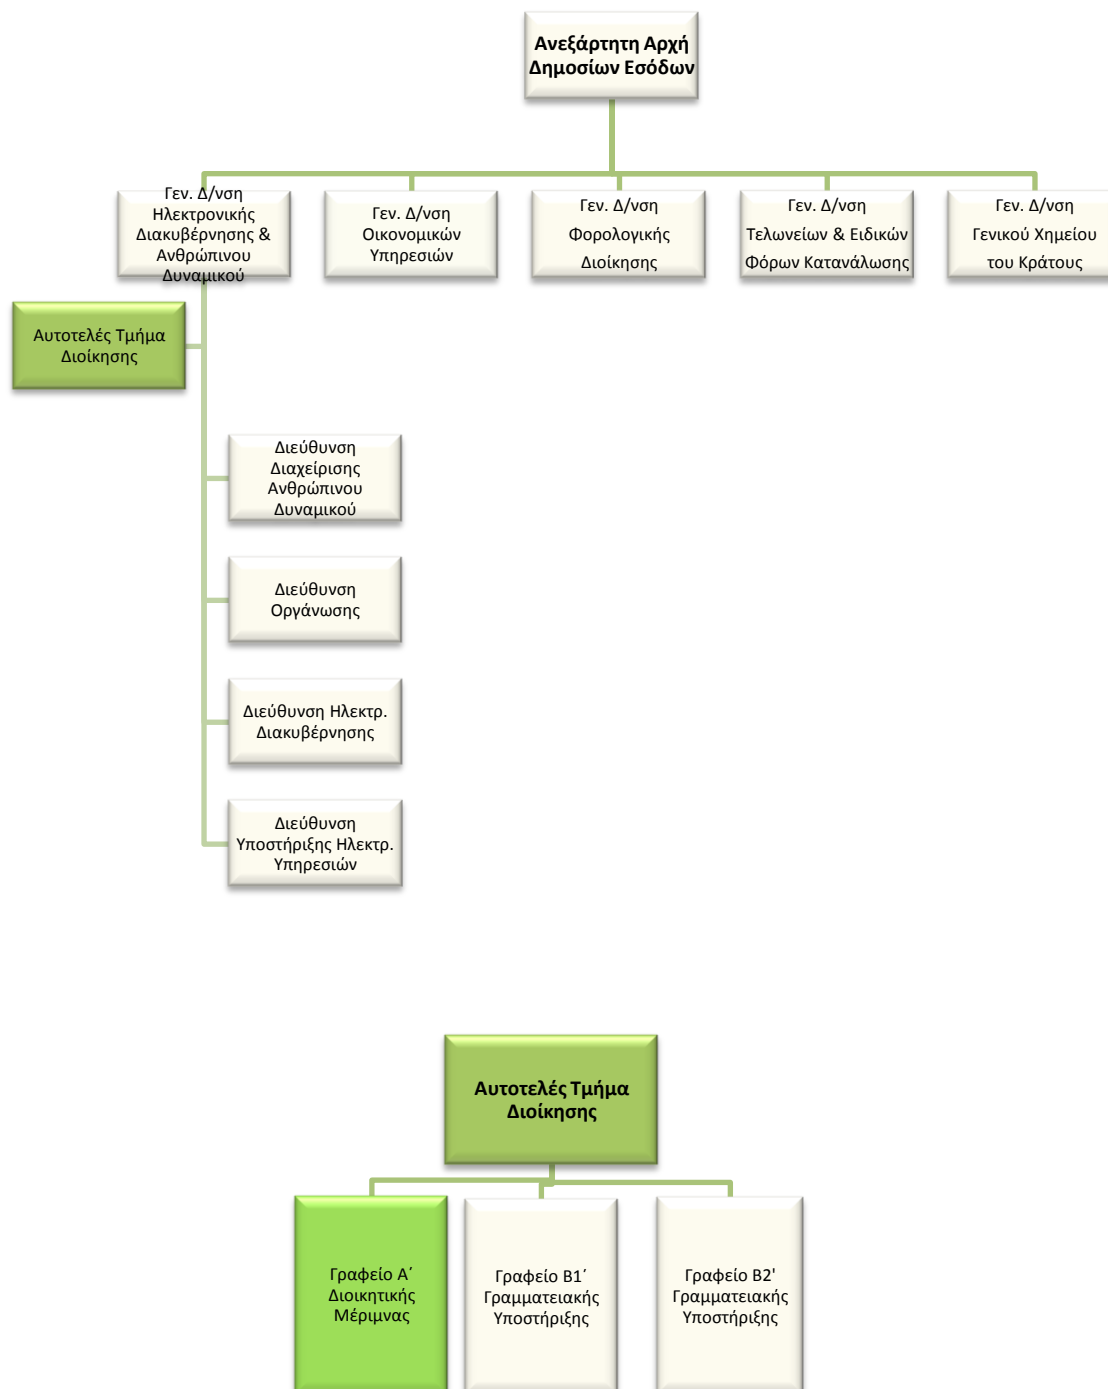 Ανεξάρτητη Αρχή
Δημοσίων Εσόδων
Γεν. Δ/νση
Ηλεκτρονικής
Διακυβέρνησης &
Ανθρώπινου
Δυναμικού
Γεν. Δ/νση
Οικονομικών
Υπηρεσιών
Γεν. Δ/νση
Φορολογικής
Διοίκησης
Γεν. Δ/νση
Τελωνείων & Ειδικών
Φόρων Κατανάλωσης
Γεν. Δ/νση
Γενικού Χημείου
του Κράτους
Αυτοτελές Τμήμα
Διοίκησης
Διεύθυνση
Διαχείρισης
Ανθρώπινου
Δυναμικού
Διεύθυνση
Οργάνωσης
Διεύθυνση Ηλεκτρ.
Διακυβέρνησης
Διεύθυνση
Υποστήριξης Ηλεκτρ.
Υπηρεσιών
Αυτοτελές Τμήμα
Διοίκησης
Γραφείο Α΄
Διοικητικής
Μέριμνας
Γραφείο Β1΄
Γραμματειακής
Υποστήριξης
Γραφείο Β2'
Γραμματειακής
Υποστήριξης